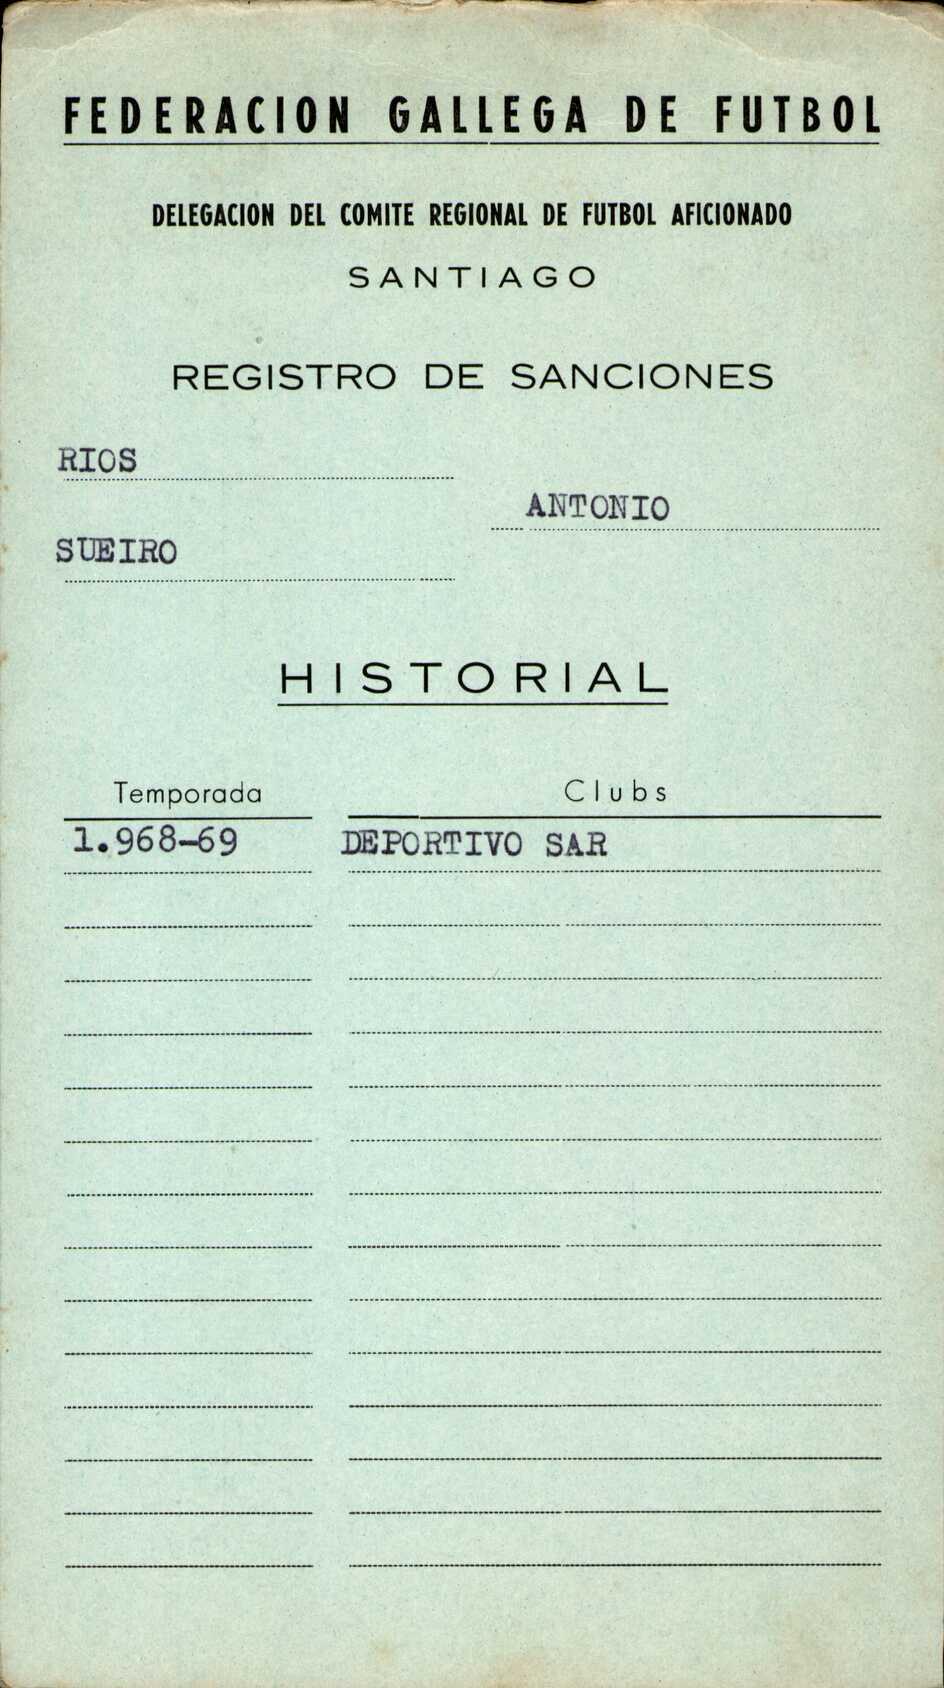 FEDERACION GALLEGA DE FUTBOL
DELEGACION DEL COMITE REGIONAL DE FUTBOL AFICIONADO
SANTIAGO
REGISTRO DE SANCIONES
RIOS
ANTONIO
SUEIRO
HISTORIAL
Temporada Clubs
1.968-69 DEPORTIVO SAR